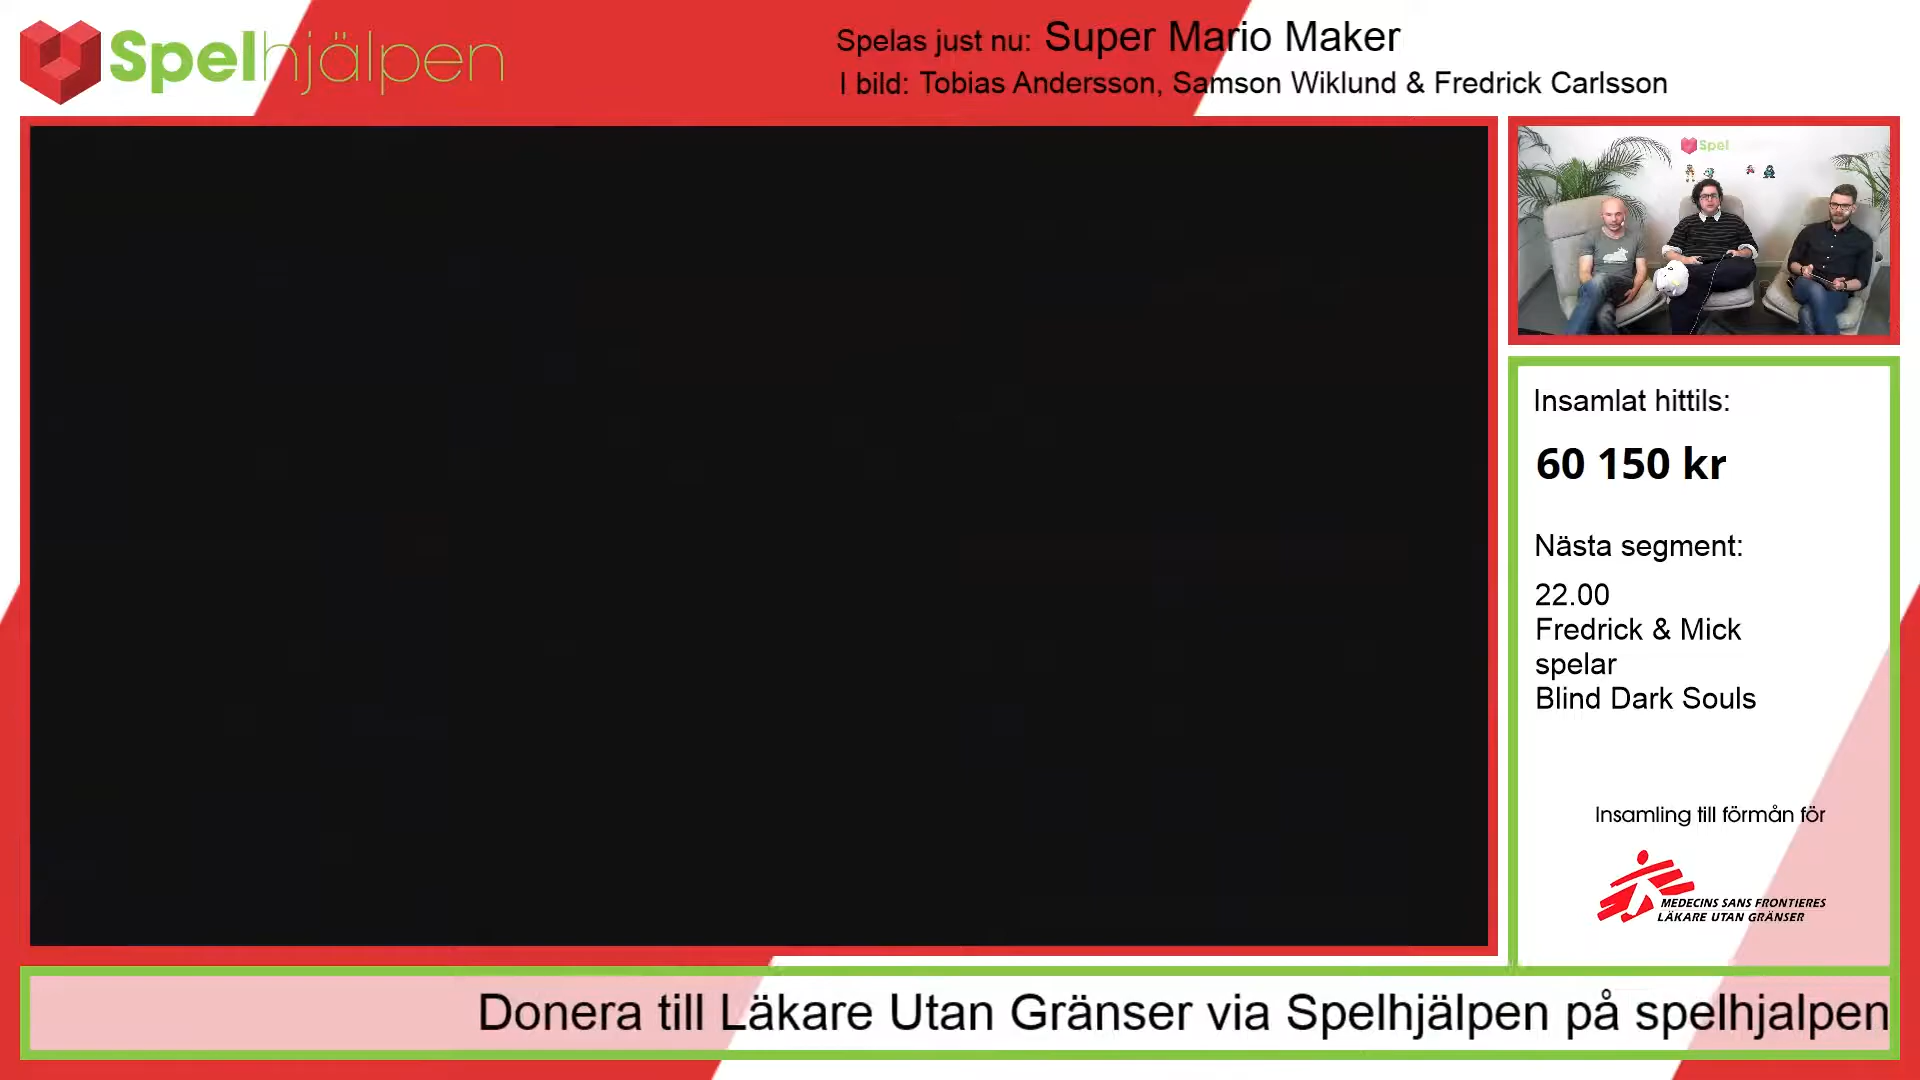 Spelhjälpen
Spelas just nu: Super Mario Maker
I bild: Tobias Andersson, Samson Wiklund & Fredrick Carlsson
Spel
Insamlat hittils:
60 150 kr
Nästa segment:
22.00
Fredrick & Mick
spelar
Blind Dark Souls
Insamling till förmån för
MEDECINS SANS FRONTIERES
LÄKARE UTAN GRÄNSER
Donera till Läkare Utan Gränser via Spelhjälpen på spelhjalpen